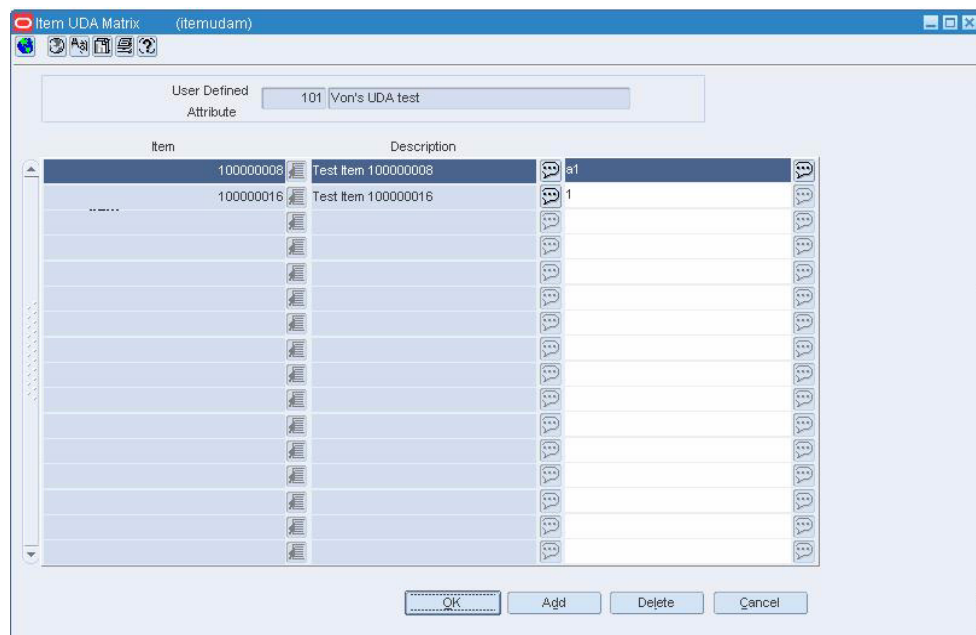 Item UDA Matrix (itemudam)
User Defined
Attribute
101 Von's UDA test
Item Description
100000008 Test Item 100000008 a1
100000016 Test Item 100000016 1
OK Add Delete Cancel